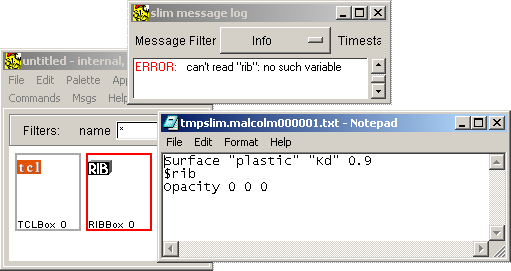 slim message log
Message Filter Info Timesta
ERROR: can't read "rib": no such variable
untitled - internal,
File Edit Palette App
Commands Msgs Help
Filters: name *
tcl
RIB
TCLBox 0 RIBBox 0
tmpslim.malcolm000001.txt - Notepad
File Edit Format Help
Surface "plastic" "Kd" 0.9
$rib
Opacity 0 0 0